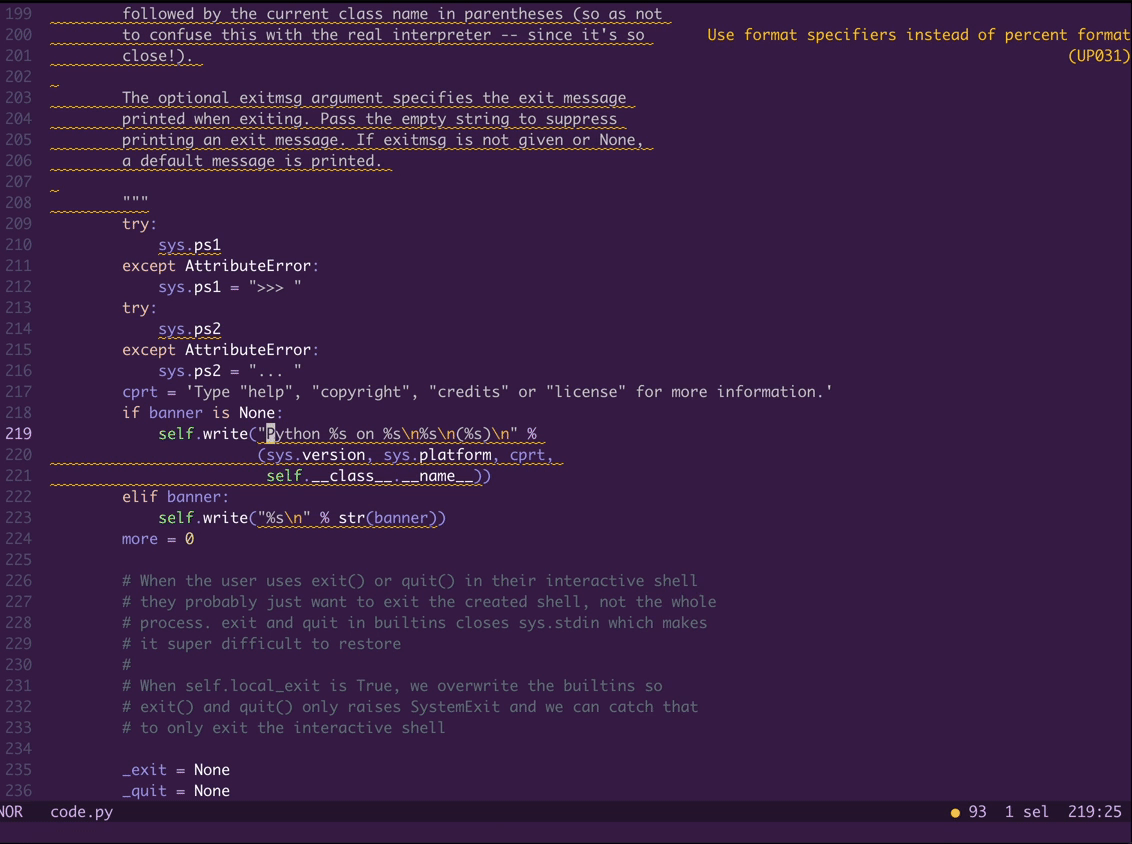 199 followed by the current class name in parentheses (so as not
200 to confuse this with the real interpreter -- since it's so Use format specifiers instead of percent format
201 close!). (UP031)
202
203 The optional exitmsg argument specifies the exit message
204 printed when exiting. Pass the empty string to suppress
205 printing an exit message. If exitmsg is not given or None,
206 a default message is printed.
207
208 """
209 try:
210 sys.ps1
211 except AttributeError:
212 sys.ps1 = ">>> "
213 try:
214 sys.ps2
215 except AttributeError:
216 sys.ps2 = "... "
217 cprt = 'Type "help", "copyright", "credits" or "license" for more information.'
218 if banner is None:
219 self.write("Python %s on %s\n%s\n(%s)\n" %
220 (sys.version, sys.platform, cprt,
221 self.__class__.__name__))
222 elif banner:
223 self.write("%s\n" % str(banner))
224 more = 0
225
226 # When the user uses exit() or quit() in their interactive shell
227 # they probably just want to exit the created shell, not the whole
228 # process. exit and quit in builtins closes sys.stdin which makes
229 # it super difficult to restore
230 #
231 # When self.local_exit is True, we overwrite the builtins so
232 # exit() and quit() only raises SystemExit and we can catch that
233 # to only exit the interactive shell
234
235 _exit = None
236 _quit = None
NOR code.py ● 93 1 sel 219:25